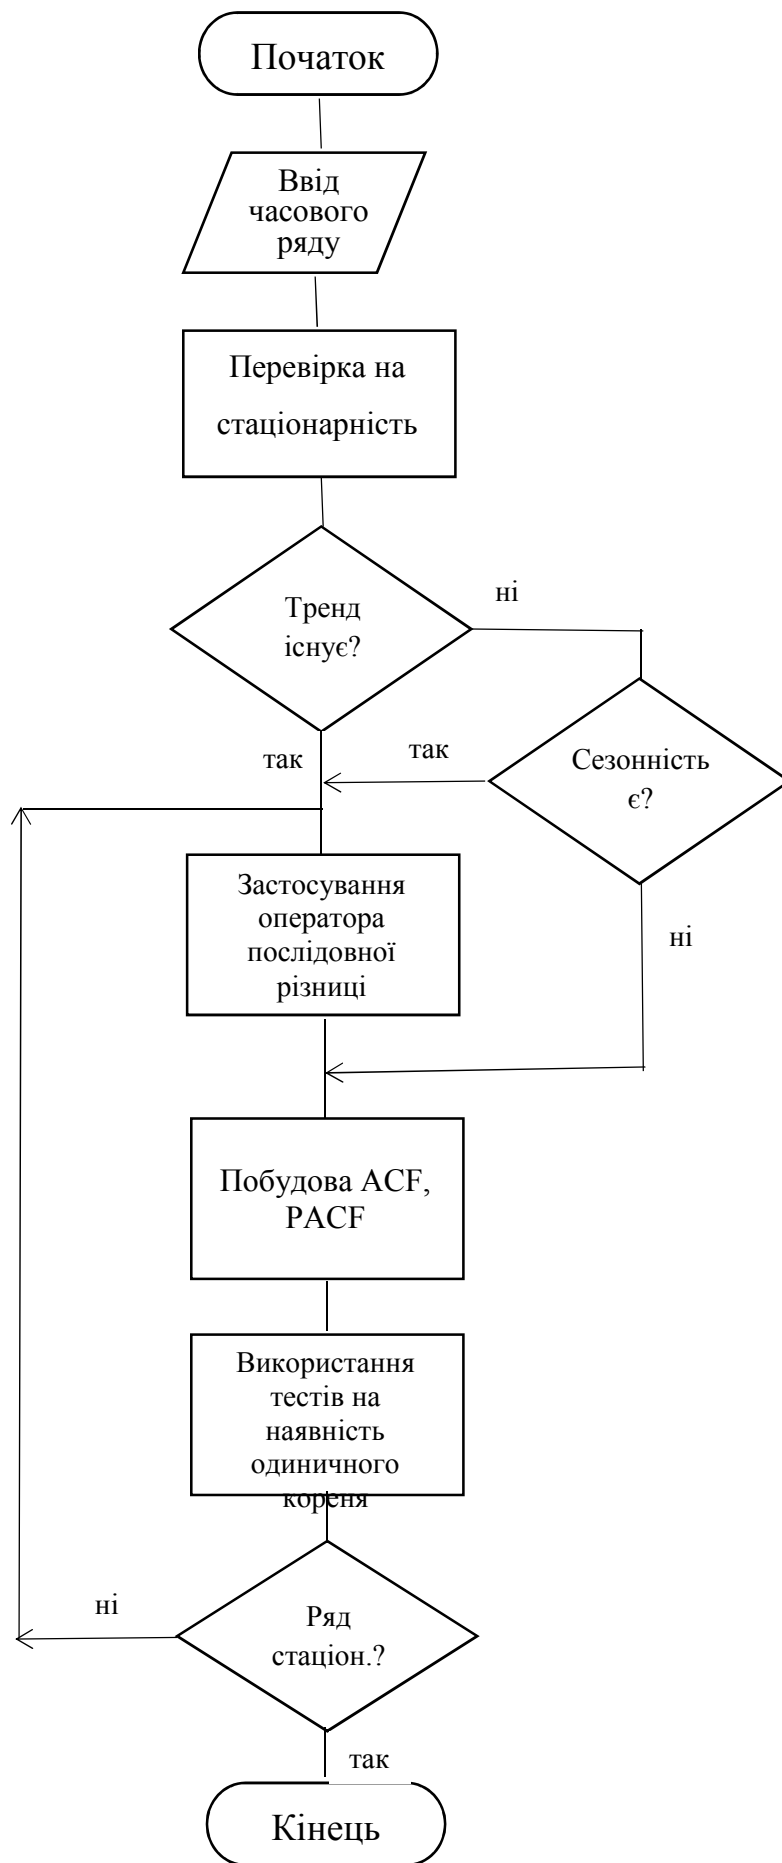 Початок
Ввід
часового
ряду
Перевірка на
стаціонарність
Тренд
існує?
ні
так
так
Сезонність
є?
Застосування
оператора
послідовної
різниці
ні
Побудова ACF,
PACF
Використання
тестів на
наявність
одиничного
кореня
ні
Ряд
стаціон.?
так
Кінець